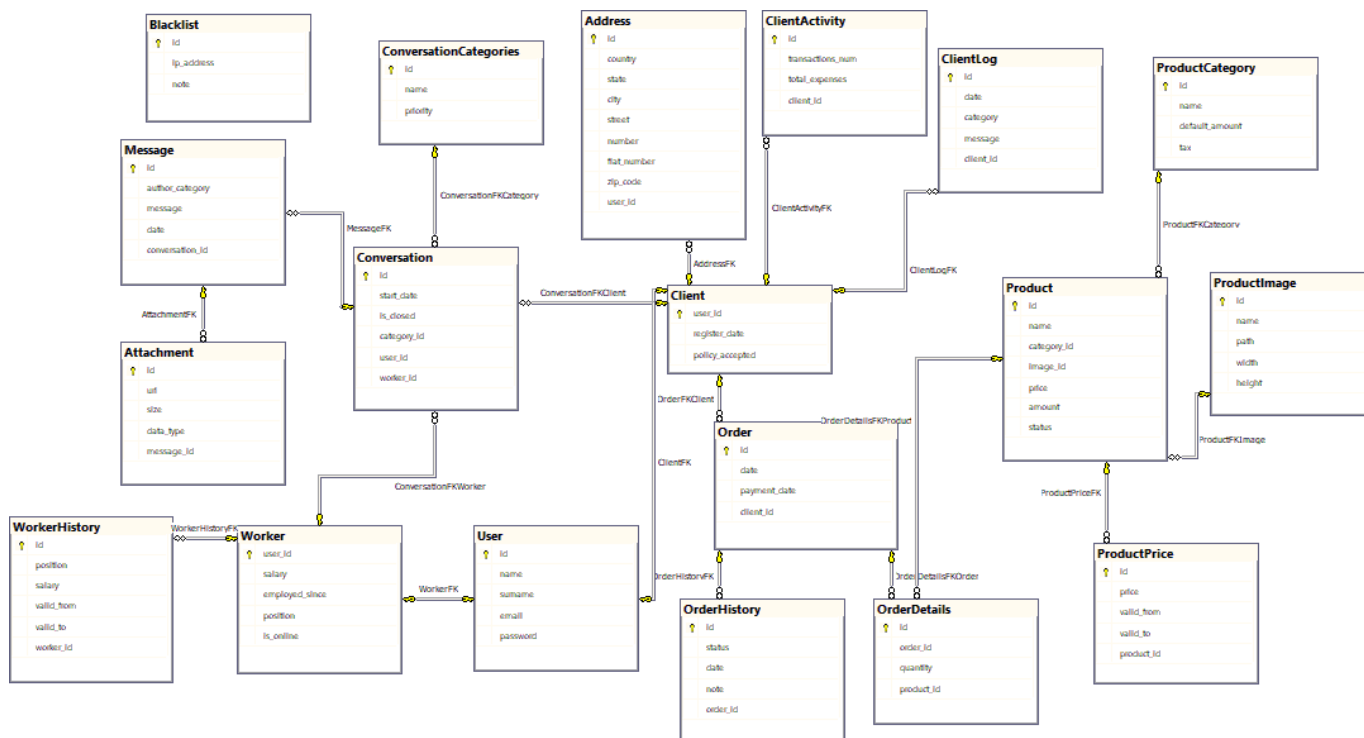 Blacklist
Id
ip_address
note
ConversationCategories
Id
name
priority
Address
Id
country
state
city
street
number
flat_number
zip_code
user_id
ClientActivity
Id
transactions_num
total_expenses
client_id
ClientLog
Id
date
category
message
client_id
ProductCategory
Id
name
default_amount
tax
Message
Id
author_category
message
date
conversation_id
ConversationFKCategory
MessageFK
ClientActivityFK
ProductFKCategory
AddressFK
ClientLogFK
Conversation
Id
start_date
is_closed
category_id
user_id
worker_id
ConversationFKClient
Client
user_id
register_date
policy_accepted
Product
Id
name
category_id
image_id
price
amount
status
ProductImage
Id
name
path
width
height
AttachmentFK
Attachment
Id
url
size
data_type
message_id
OrderFKClient
OrderDetailsFKProduct
Order
Id
date
payment_date
client_id
ProductFKImage
ClientFK
ConversationFKWorker
ProductPriceFK
WorkerHistory
Id
position
salary
valid_from
valid_to
worker_id
WorkerHistoryFK
Worker
user_id
salary
employed_since
position
is_online
WorkerFK
User
Id
name
surname
email
password
OrderHistoryFK
OrderDetailsFKOrder
OrderHistory
Id
status
date
note
order_id
OrderDetails
Id
order_id
quantity
product_id
ProductPrice
Id
price
valid_from
valid_to
product_id